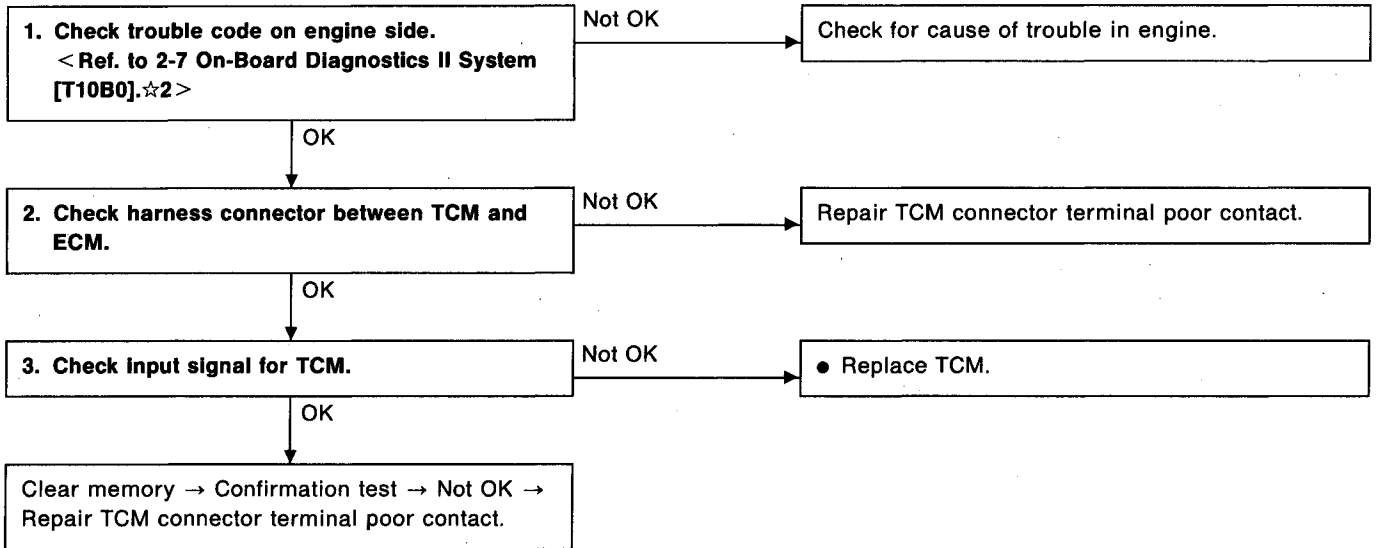 1. Check trouble code on engine side.
<Ref. to 2-7 On-Board Diagnostics II System
[T10B0].☆2>
Not OK
Check for cause of trouble in engine.
OK
2. Check harness connector between TCM and
ECM.
Not OK
Repair TCM connector terminal poor contact.
OK
3. Check input signal for TCM.
Not OK
● Replace TCM.
OK
Clear memory → Confirmation test → Not OK →
Repair TCM connector terminal poor contact.